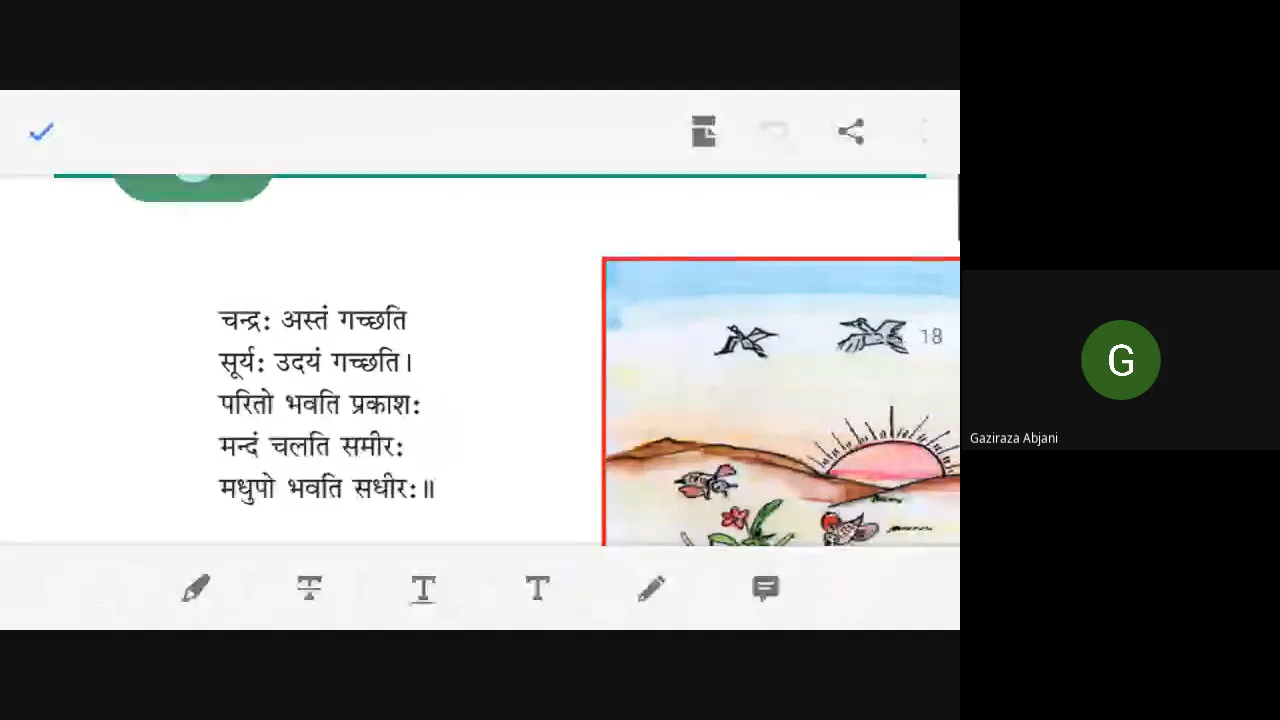 18
चन्द्र: अस्तं गच्छति
सूर्य: उदयं गच्छति।
परितो भवति प्रकाश:
मन्दं चलति समीर:
मधुपो भवति सधीर:॥
G
Gaziraza Abjani